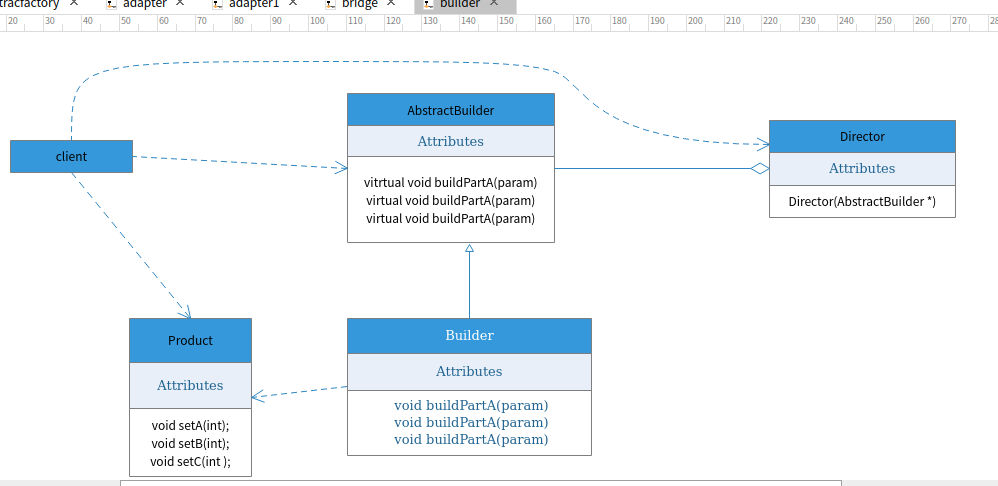 tracfactory × adapter × adapter1 × bridge × builder ×
20 30 40 50 60 70 80 90 100 110 120 130 140 150 160 170 180 190 200 210 220 230 240 250 260 270 28
AbstractBuilder
Attributes
vitrtual void buildPartA(param)
virtual void buildPartA(param)
virtual void buildPartA(param)
Director
Attributes
Director(AbstractBuilder *)
client
Product
Attributes
void setA(int);
void setB(int);
void setC(int );
Builder
Attributes
void buildPartA(param)
void buildPartA(param)
void buildPartA(param)